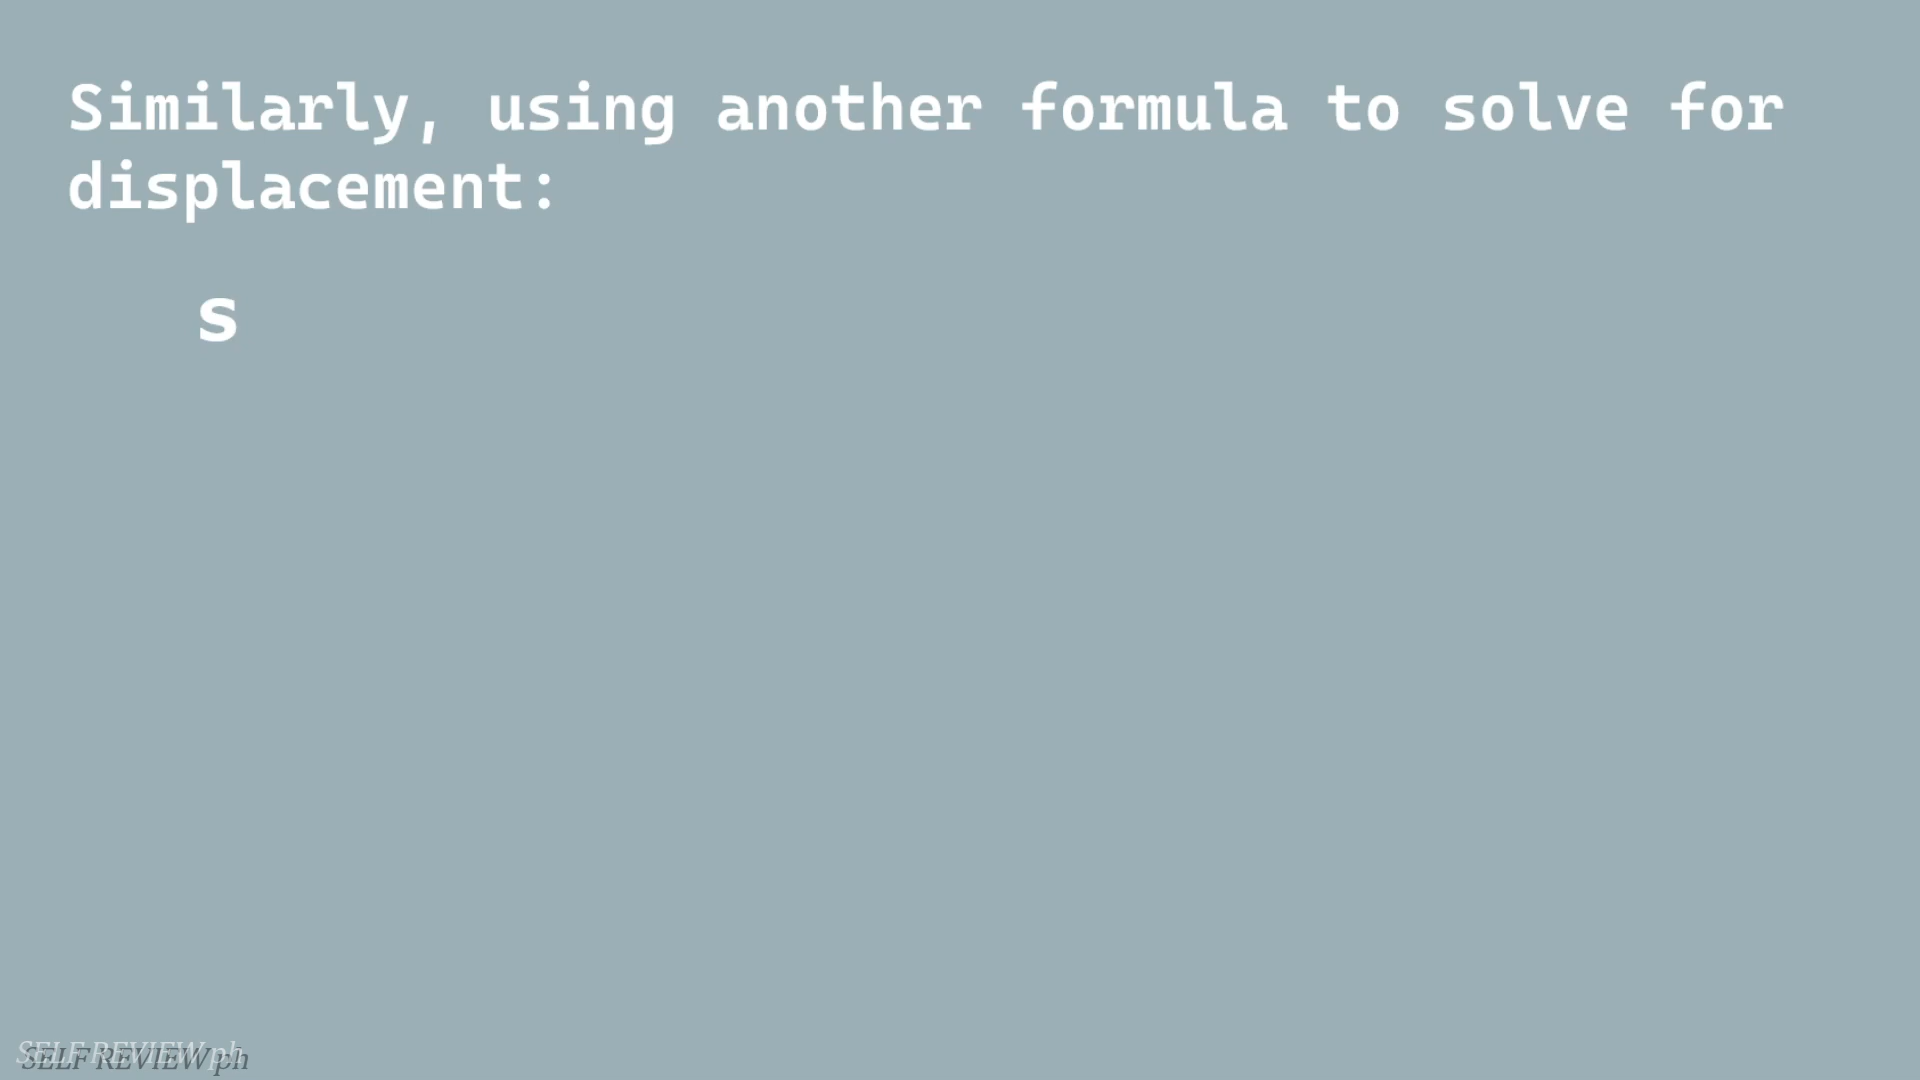 Similarly, using another formula to solve for
displacement:
s
SELF REVIEW ph